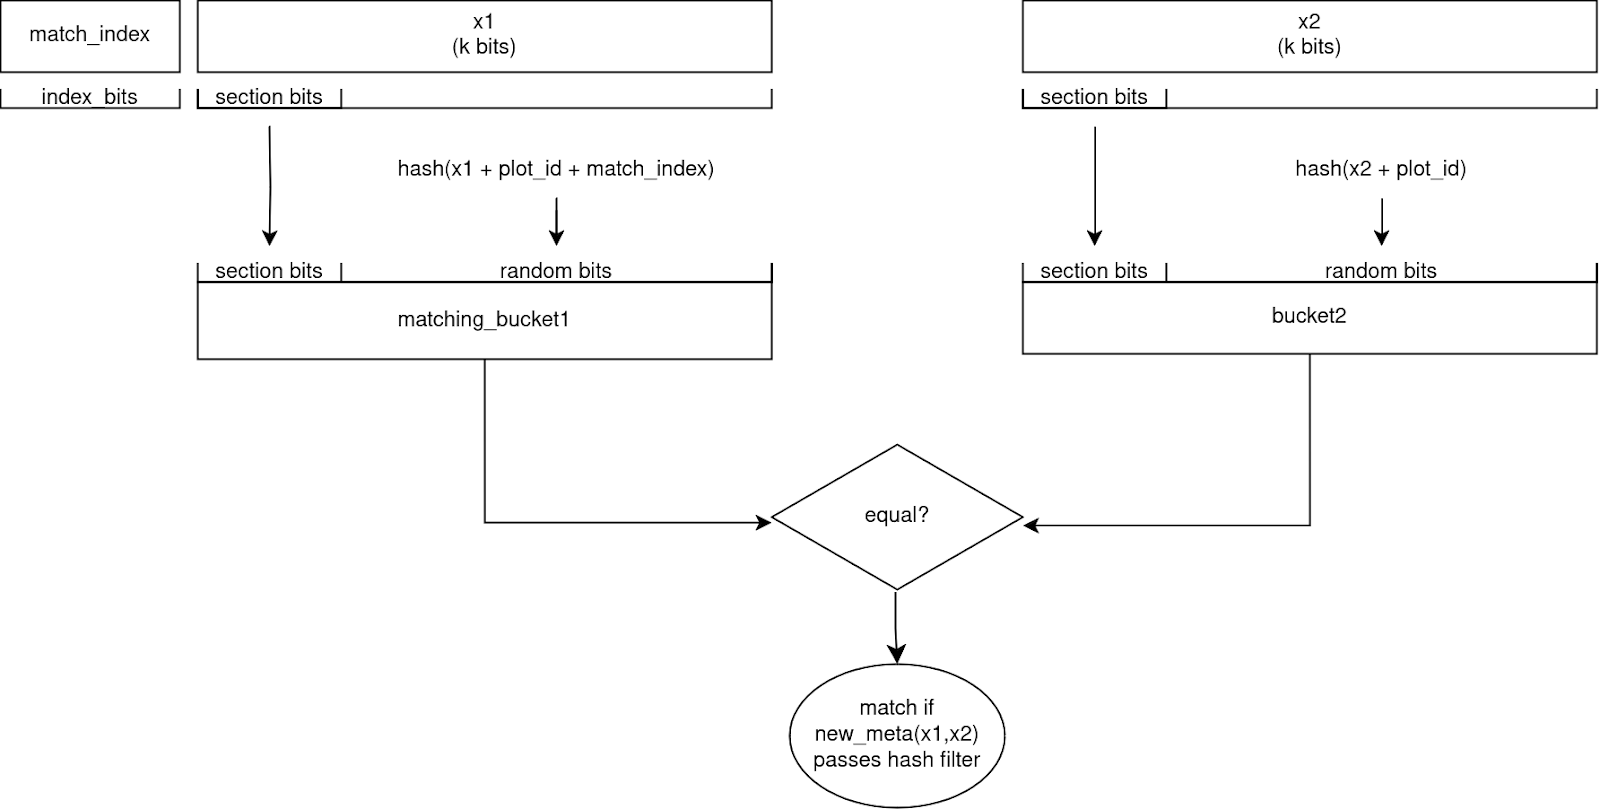 match_index
x1
(k bits)
x2
(k bits)
index_bits
section bits
section bits
hash(x1 + plot_id + match_index)
hash(x2 + plot_id)
section bits
random bits
section bits
random bits
matching_bucket1
bucket2
equal?
match if
new_meta(x1,x2)
passes hash filter